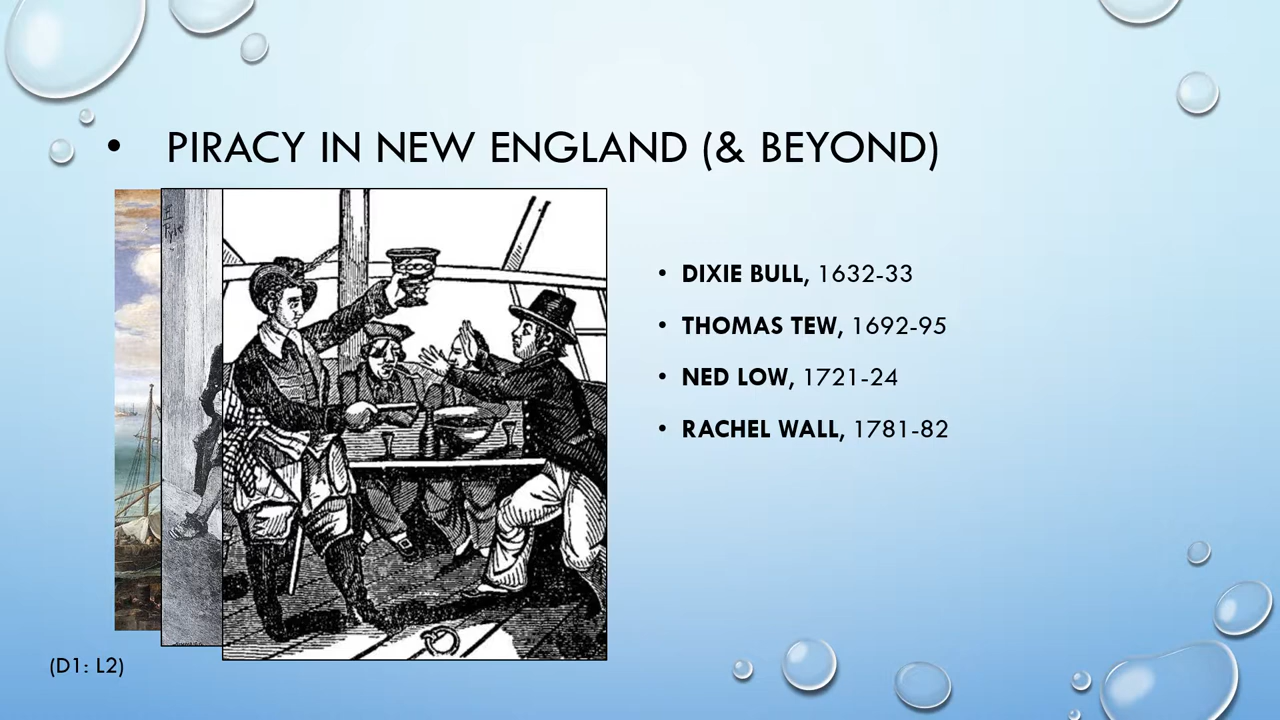 • PIRACY IN NEW ENGLAND (& BEYOND)
• DIXIE BULL, 1632-33
• THOMAS TEW, 1692-95
• NED LOW, 1721-24
• RACHEL WALL, 1781-82
(D1: L2)